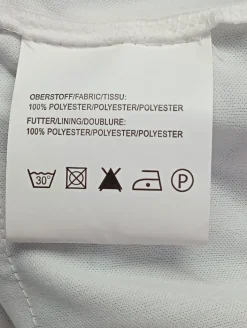 OBERSTOFF/FABRIC/TISSU:
100% POLYESTER/POLYESTER/POLYESTER
FUTTER/LINING/DOUBLURE:
100% POLYESTER/POLYESTER/POLYESTER
30° P